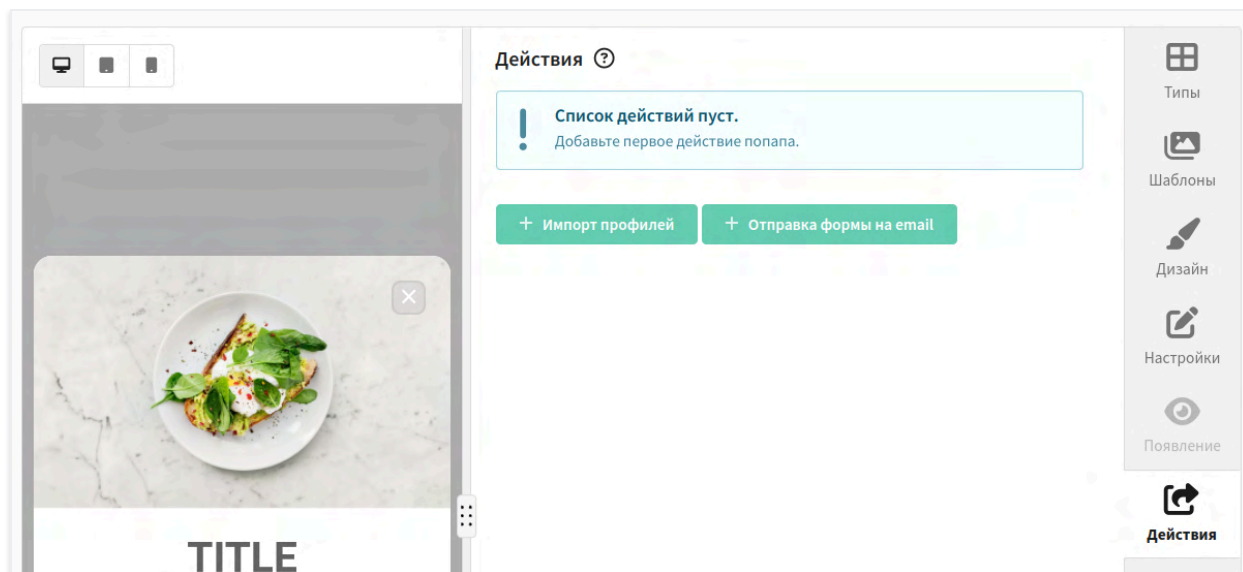 Действия
Список действий пуст.
Добавьте первое действие попапа.
+ Импорт профилей
+ Отправка формы на email
TITLE
Типы
Шаблоны
Дизайн
Настройки
Появление
Действия